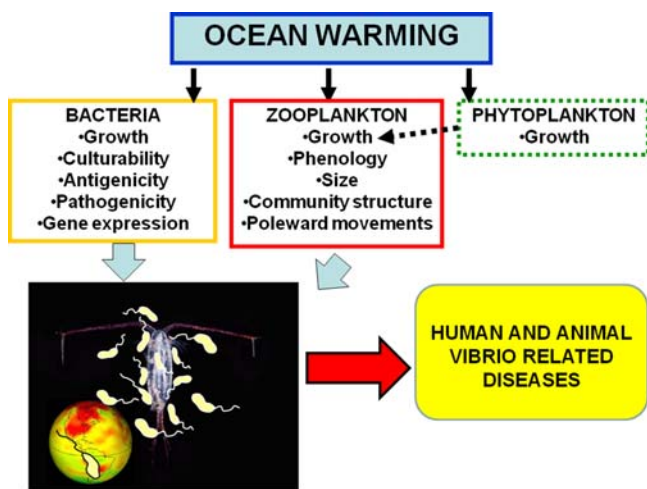 OCEAN WARMING
BACTERIA
•Growth
•Culturability
•Antigenicity
•Pathogenicity
•Gene expression
ZOOPLANKTON
•Growth
•Phenology
•Size
•Community structure
•Poleward movements
PHYTOPLANKTON
•Growth
HUMAN AND ANIMAL
VIBRIO RELATED
DISEASES